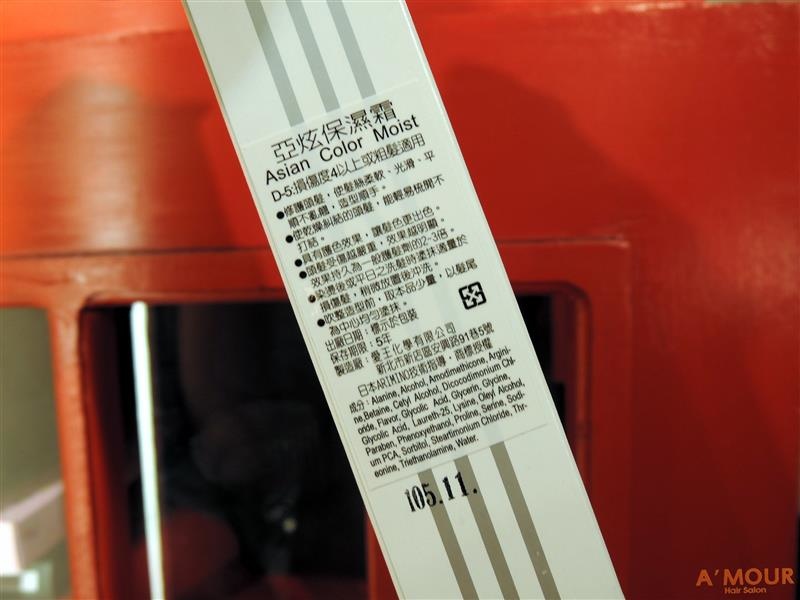 亞炫保濕霜
Asian Color Moist
D-5:損傷度4以上或粗髮適用
●修護頭髮，使髮絲柔軟、光滑、平
順不亂翹，造型順手。
●使乾燥糾結的頭髮，能輕易梳開不
打結。
●具有護色效果，讓髮色更出色。
●頭髮受傷越嚴重，效果越明顯。
效果持久為一般護髮劑的2-3倍。
●染燙後或平日之洗髮時塗抹適量於
損傷髮，稍微放置後沖洗。
●吹整造型前，取本品少量，以髮尾
為中心均勻塗抹。
出廠日期：標示於包裝
保存期限：5年
製造廠：愛王化學有限公司
新北市新店區安興路91巷5號
日本ARIMINO技術指導、商標授權
成分：Alanine, Alcohol, Amodimethicone, Argini-
ne,Betaine, Cetyl Alcohol, Dicocodimonium Chl-
oride, Flavor, Glycolic Acid, Glycerin, Glycine,
Glycolic Acid, Laureth-25, Lysine, Oleyl Alcohol,
Paraben, Phenoxyethanol, Proline, Serine, Sodi-
um PCA, Sorbitol, Steartimonium Chloride, Thr-
eonine, Triethanolamine, Water.
105.11.
A'MOUR
Hair Salon